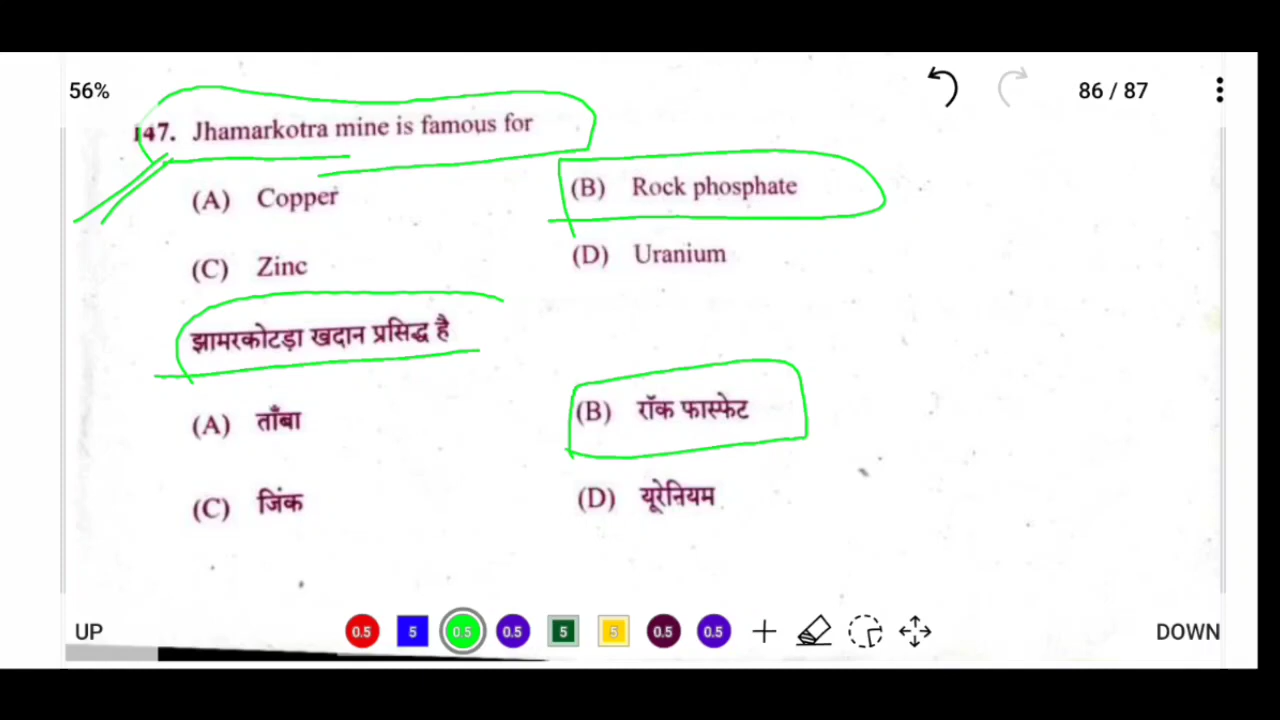 56%
86 / 87
147. Jhamarkotra mine is famous for
(A) Copper
(B) Rock phosphate
(C) Zinc
(D) Uranium
झामरकोटड़ा खदान प्रसिद्ध है
(A) ताँबा
(B) रॉक फास्फेट
(C) जिंक
(D) यूरेनियम
UP
0.5 5 0.5 0.5 5 5 0.5 0.5
DOWN